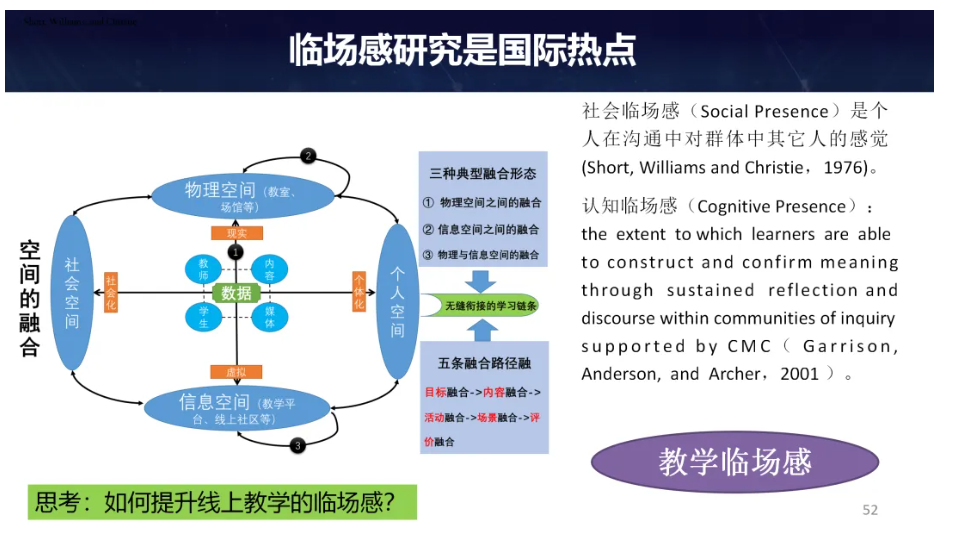 Short, Williams and Christie
临场感研究是国际热点
空间的融合
②
物理空间（教室、
场馆等）
现实
①
教师
内容
数据
学生
媒体
社会空间
社会化
个体化
个人空间
虚拟
信息空间（教学平
台、线上社区等）
③
三种典型融合形态
① 物理空间之间的融合
② 信息空间之间的融合
③ 物理与信息空间的融合
无缝衔接的学习链条
五条融合路径融
目标融合->内容融合->
活动融合->场景融合->评
价融合
社会临场感（Social Presence）是个
人在沟通中对群体中其它人的感觉
(Short, Williams and Christie，1976)。
认知临场感（Cognitive Presence）:
the extent to which learners are able
to construct and confirm meaning
through sustained reflection and
discourse within communities of inquiry
supported by CMC（ Garrison,
Anderson, and Archer，2001 ）。
教学临场感
思考：如何提升线上教学的临场感？
52